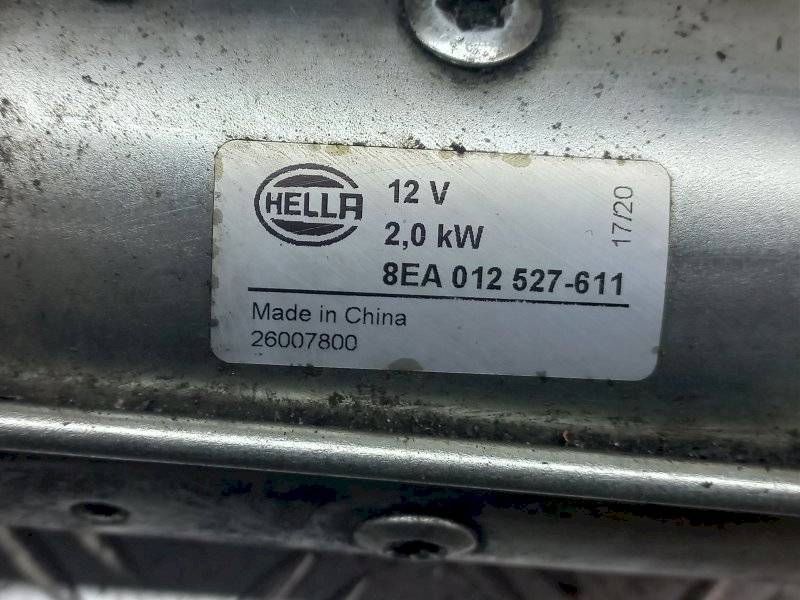 HELLA
12 V
2,0 kW
8EA 012 527-611
17/20
Made in China
26007800